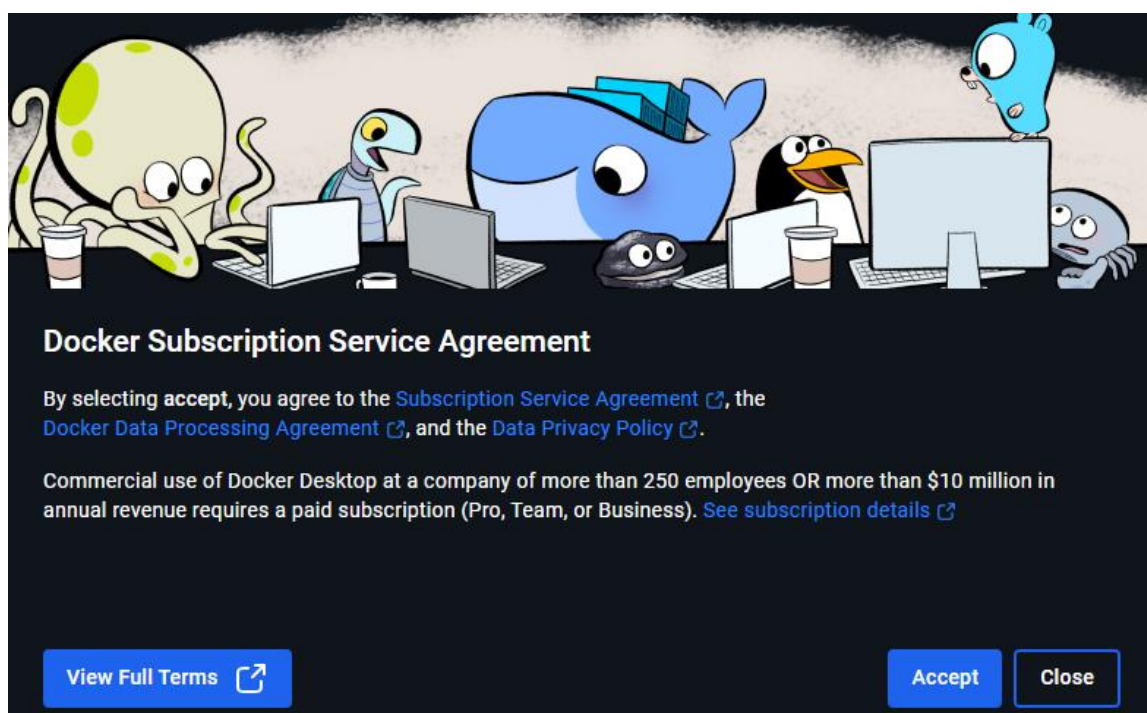 Docker Subscription Service Agreement
By selecting accept, you agree to the Subscription Service Agreement, the
Docker Data Processing Agreement, and the Data Privacy Policy.
Commercial use of Docker Desktop at a company of more than 250 employees OR more than $10 million in
annual revenue requires a paid subscription (Pro, Team, or Business). See subscription details
View Full Terms
Accept
Close